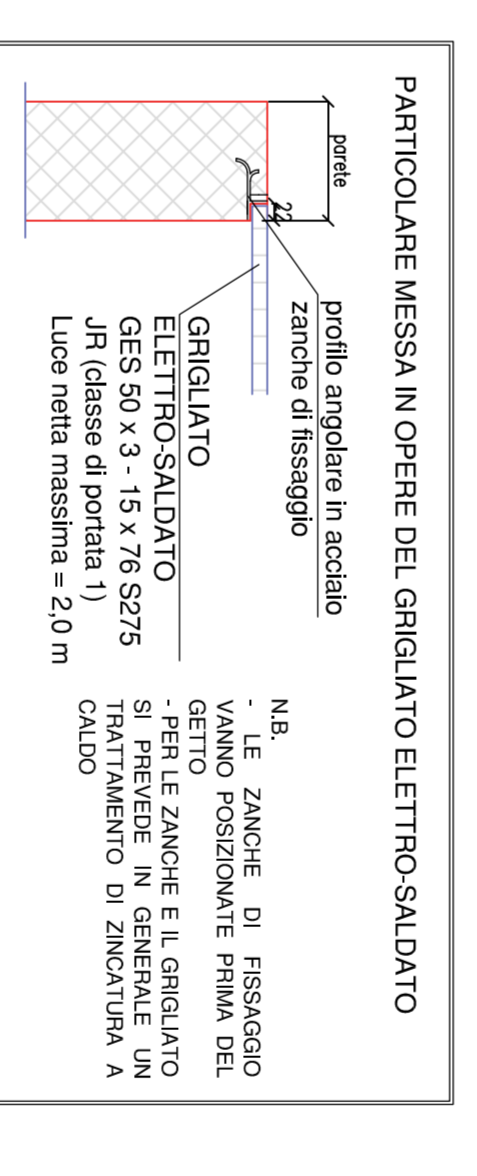 PARTICOLARE MESSA IN OPERE DEL GRIGLIATO ELETTRO-SALDATO
parete
22
profilo angolare in acciaio
zanche di fissaggio
GRIGLIATO
ELETTRO-SALDATO
GES 50 x 3 - 15 x 76 S275
JR (classe di portata 1)
Luce netta massima = 2,0 m
N.B.
- LE ZANCHE DI FISSAGGIO
VANNO POSIZIONATE PRIMA DEL
GETTO
- PER LE ZANCHE E IL GRIGLIATO
SI PREVEDE IN GENERALE UN
TRATTAMENTO DI ZINCATURA A
CALDO